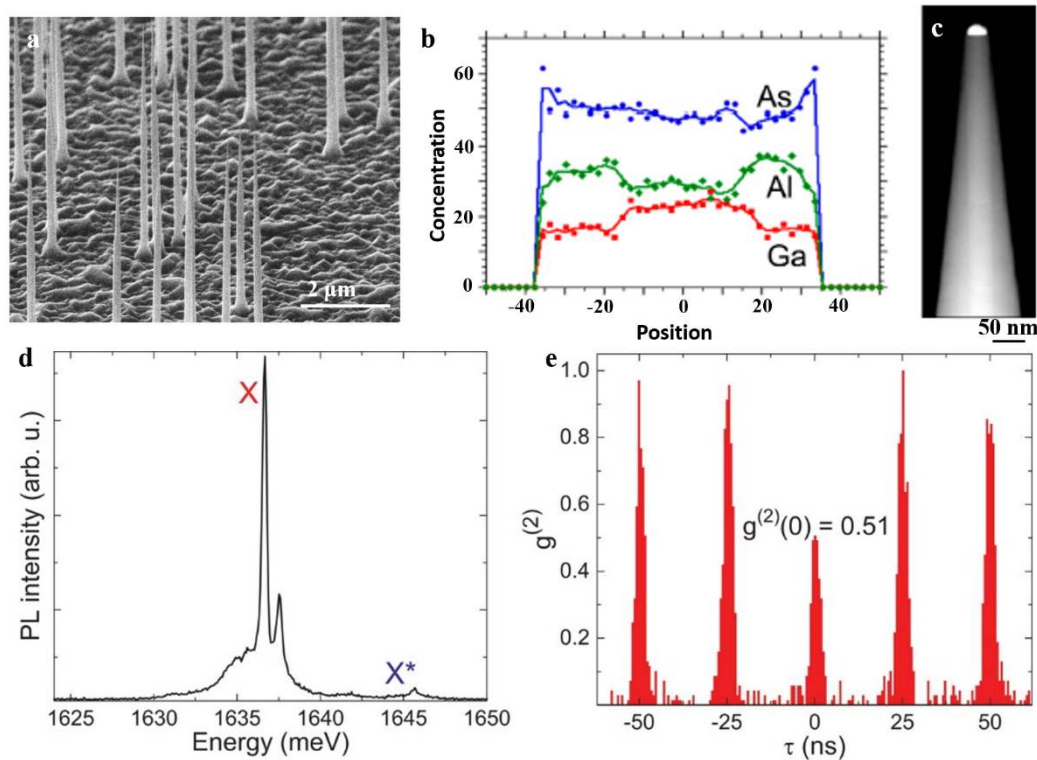 a
2 µm
b
60
40
20
0
Concentration
As
Al
Ga
-40 -20 0 20 40
Position
c
50 nm
d
PL intensity (arb. u.)
X
X*
1625 1630 1635 1640 1645 1650
Energy (meV)
e
g(2)
1.0
0.8
0.6
0.4
0.2
g(2)(0) = 0.51
-50 -25 0 25 50
τ (ns)